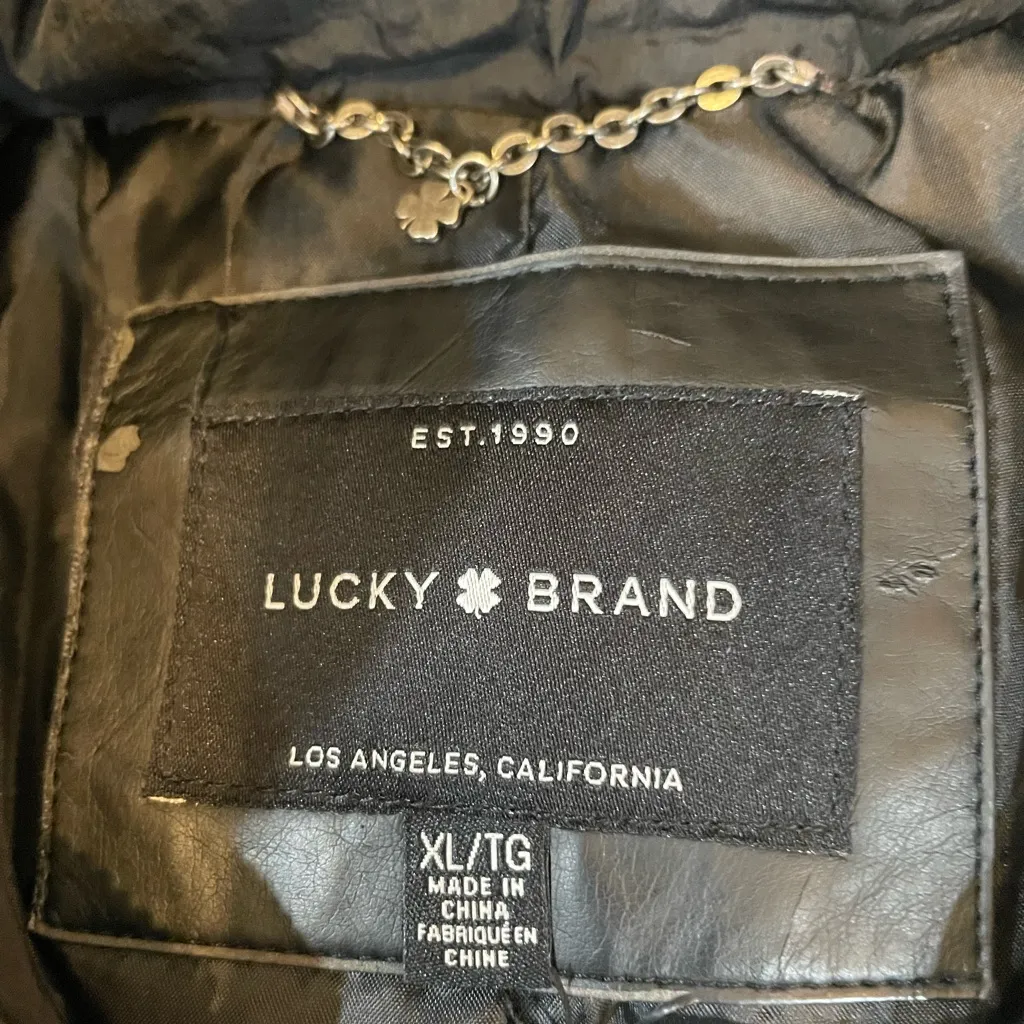 EST.1990
LUCKY BRAND
LOS ANGELES, CALIFORNIA
XL/TG
MADE IN
CHINA
FABRIQUÉ EN
CHINE